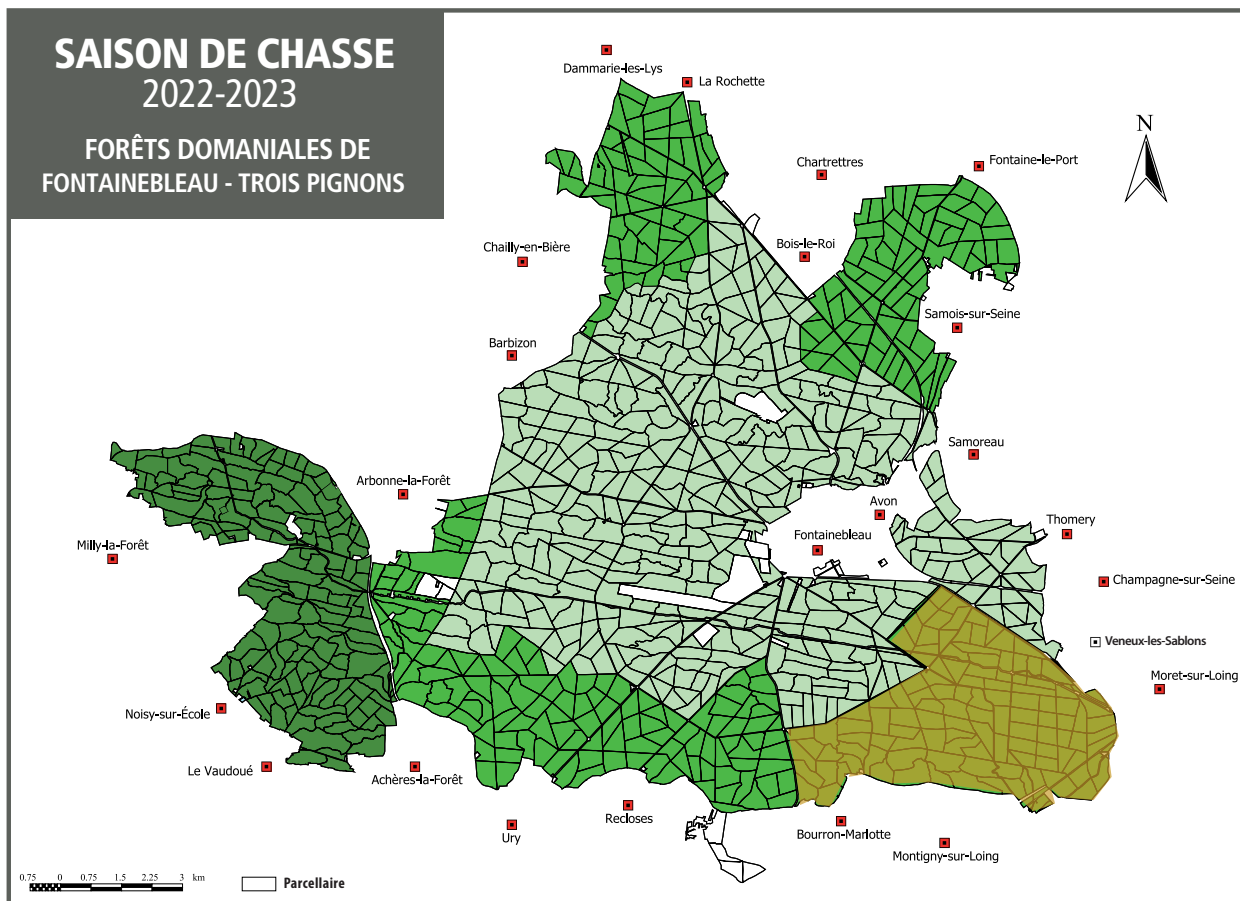 SAISON DE CHASSE
2022-2023
FORÊTS DOMANIALES DE
FONTAINEBLEAU - TROIS PIGNONS
Dammarie-les-Lys
La Rochette
N
Chartrettres
Fontaine-le-Port
Chailly-en-Bière
Bois-le-Roi
Samois-sur-Seine
Barbizon
Samoreau
Arbonne-la-Forêt
Avon
Thomery
Milly-la-Forêt
Fontainebleau
Champagne-sur-Seine
Veneux-les-Sablons
Moret-sur-Loing
Noisy-sur-École
Le Vaudoué
Achères-la-Forêt
Recloses
Ury
Bourron-Marlotte
Montigny-sur-Loing
0.75 0 0.75 1.5 2.25 3 km
Parcellaire